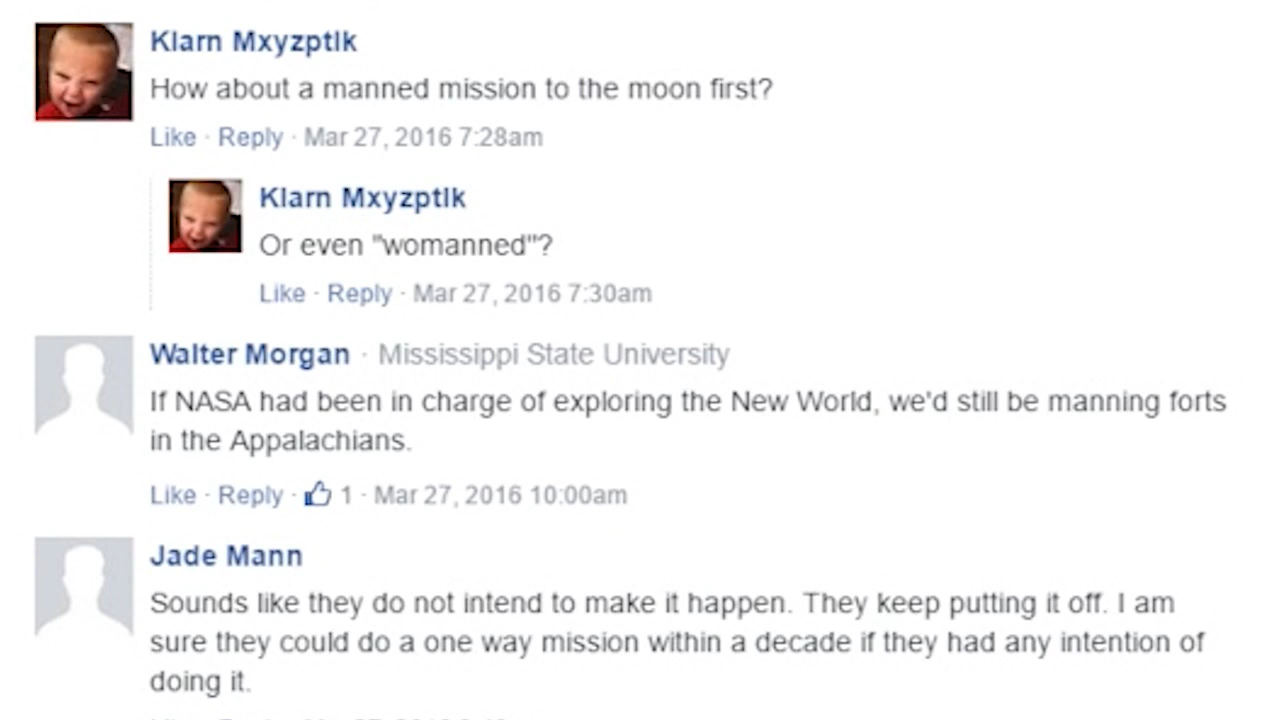 Klarn Mxyzptlk
How about a manned mission to the moon first?
Like · Reply · Mar 27, 2016 7:28am
Klarn Mxyzptlk
Or even "womanned"?
Like · Reply · Mar 27, 2016 7:30am
Walter Morgan · Mississippi State University
If NASA had been in charge of exploring the New World, we'd still be manning forts
in the Appalachians.
Like · Reply · 1 · Mar 27, 2016 10:00am
Jade Mann
Sounds like they do not intend to make it happen. They keep putting it off. I am
sure they could do a one way mission within a decade if they had any intention of
doing it.